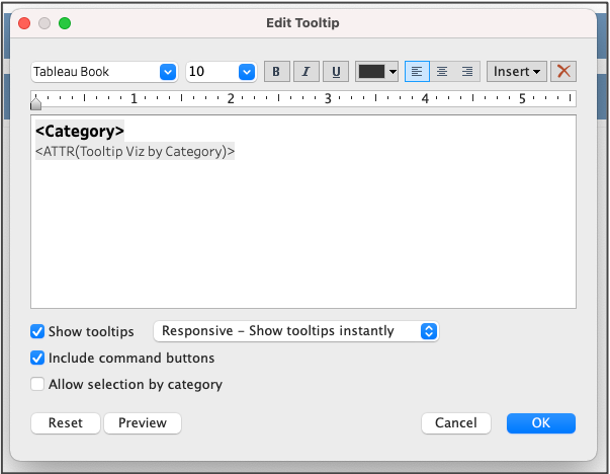 Edit Tooltip
Tableau Book 10 B I U Insert
1 2 3 4 5
<Category>
<ATTR(Tooltip Viz by Category)>
Show tooltips Responsive – Show tooltips instantly
Include command buttons
Allow selection by category
Reset Preview Cancel OK